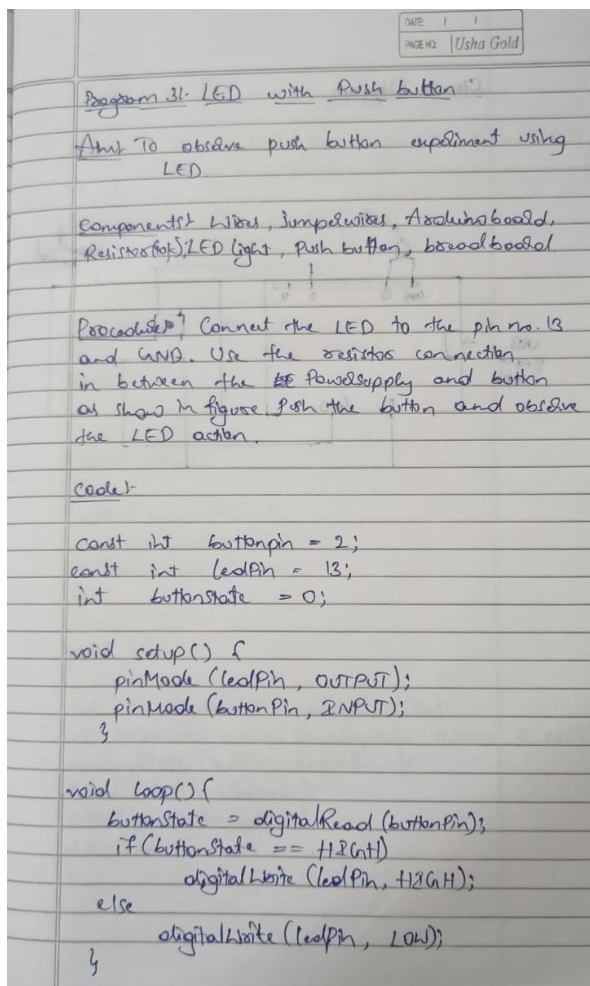 DATE: / /
PAGE NO: Usha Gold
Program 3:- LED with Push button
Aim:- To observe push button experiment using
LED
Components:- Wires, Jumperwires, Arduino board,
Resistor(10k), LED light, Push button, breadboard.
Procedure:- Connect the LED to the pin no. 13
and GND. Use the resistor connection
in between the Powersupply and button
as show in figure. Push the button and observe
the LED action.
Code:-
const int buttonpin = 2;
const int ledPin = 13;
int buttonState = 0;
void setup() {
pinMode (ledPin, OUTPUT);
pinMode (buttonPin, INPUT);
}
void loop() {
buttonState = digitalRead (buttonPin);
if (buttonState == HIGH)
digitalWrite (ledPin, HIGH);
else
digitalWrite (ledPin, LOW);
}